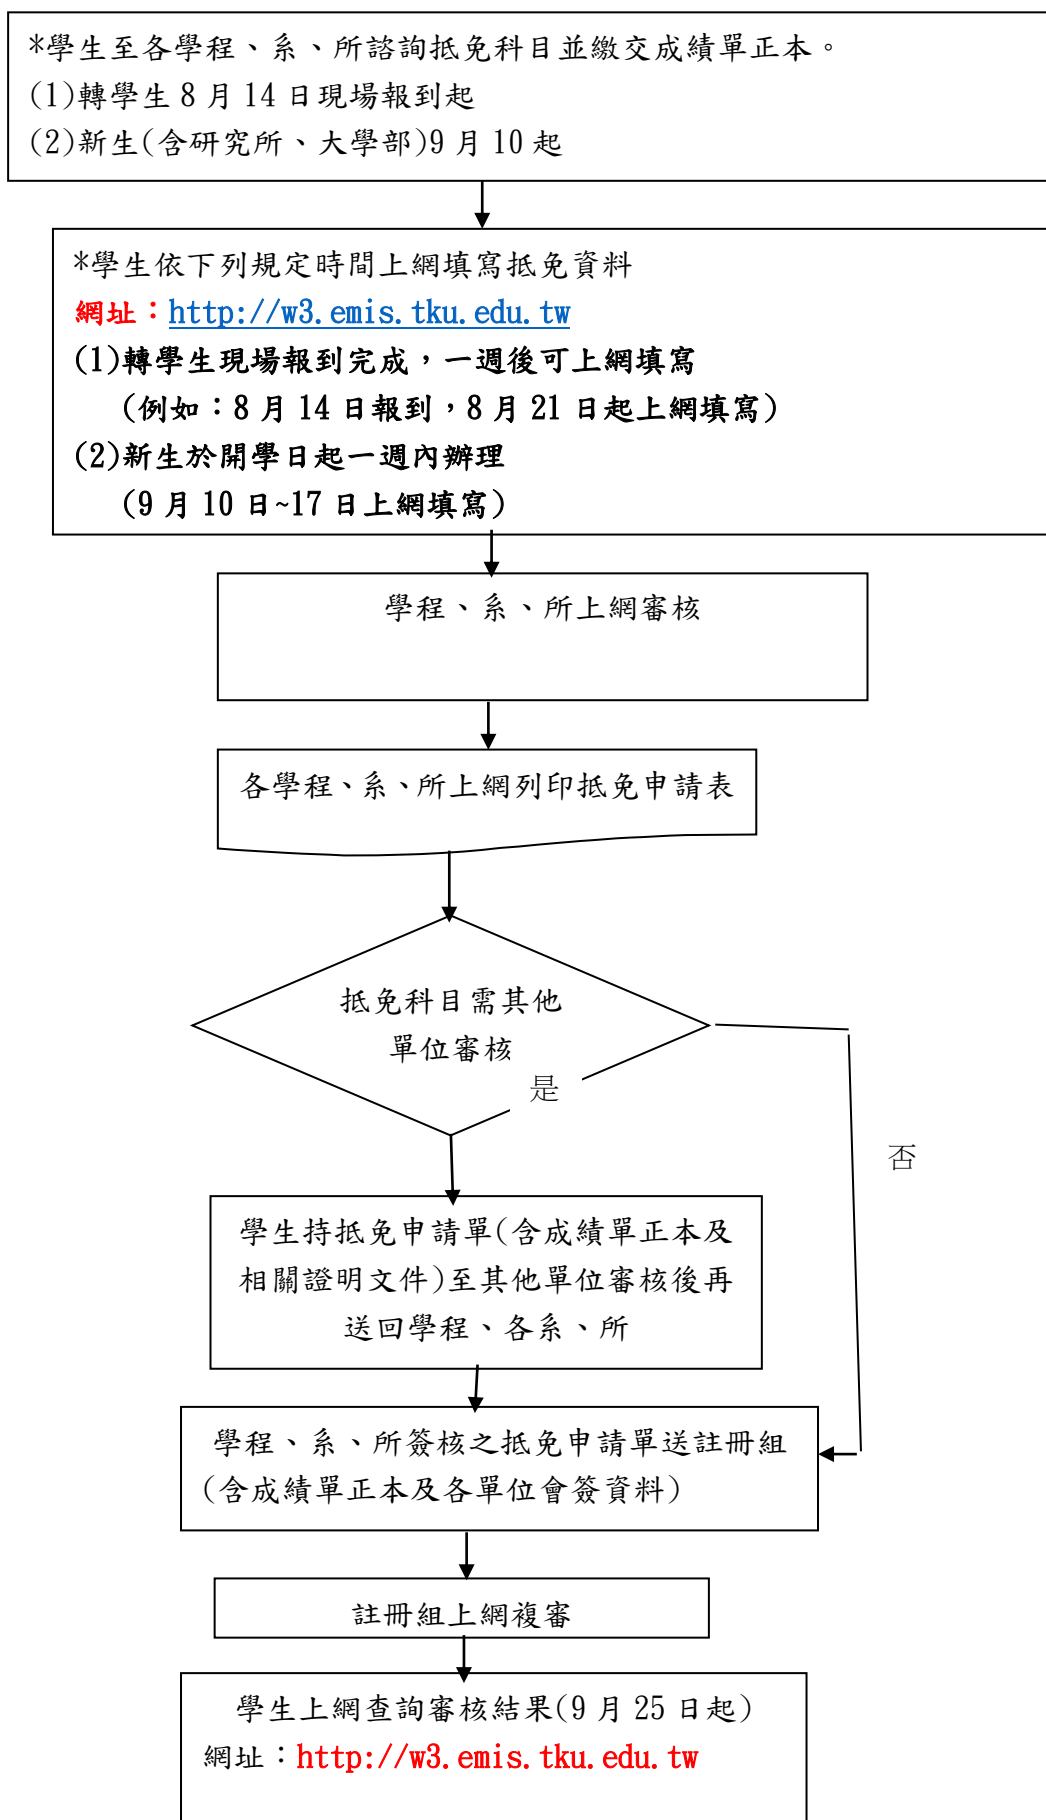 *學生至各學程、系、所諮詢抵免科目並繳交成績單正本。
(1)轉學生 8 月 14 日現場報到起
(2)新生(含研究所、大學部)9 月 10 起
*學生依下列規定時間上網填寫抵免資料
網址：http://w3.emis.tku.edu.tw
(1)轉學生現場報到完成，一週後可上網填寫
(例如：8 月 14 日報到，8 月 21 日起上網填寫)
(2)新生於開學日起一週內辦理
(9 月 10 日~17 日上網填寫)
學程、系、所上網審核
各學程、系、所上網列印抵免申請表
抵免科目需其他
單位審核
是
否
學生持抵免申請單(含成績單正本及
相關證明文件)至其他單位審核後再
送回學程、各系、所
學程、系、所簽核之抵免申請單送註冊組
(含成績單正本及各單位會簽資料)
註冊組上網複審
學生上網查詢審核結果(9 月 25 日起)
網址：http://w3.emis.tku.edu.tw